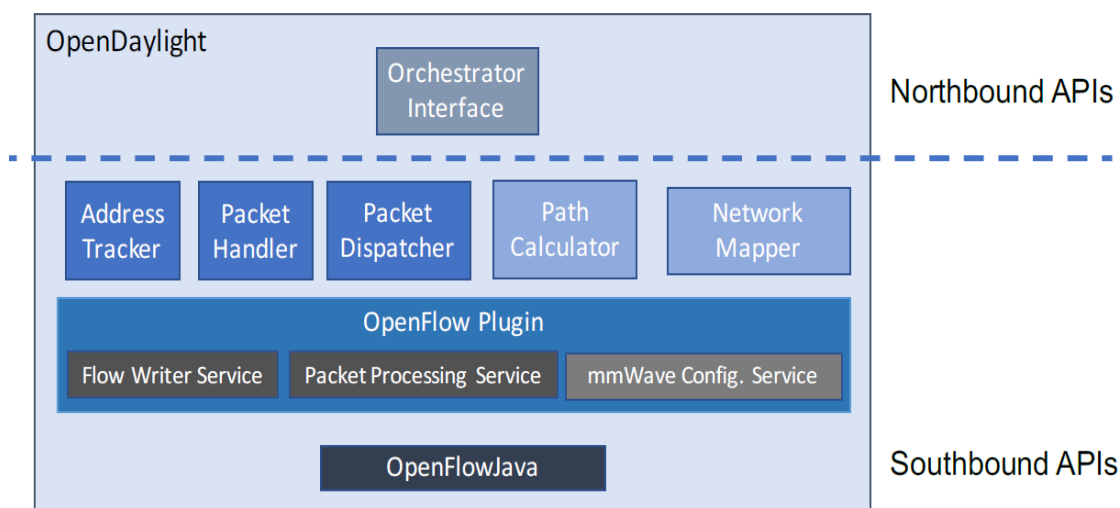 OpenDaylight
Orchestrator
Interface
Northbound APIs
Address
Tracker
Packet
Handler
Packet
Dispatcher
Path
Calculator
Network
Mapper
OpenFlow Plugin
Flow Writer Service
Packet Processing Service
mmWave Config. Service
OpenFlowJava
Southbound APIs